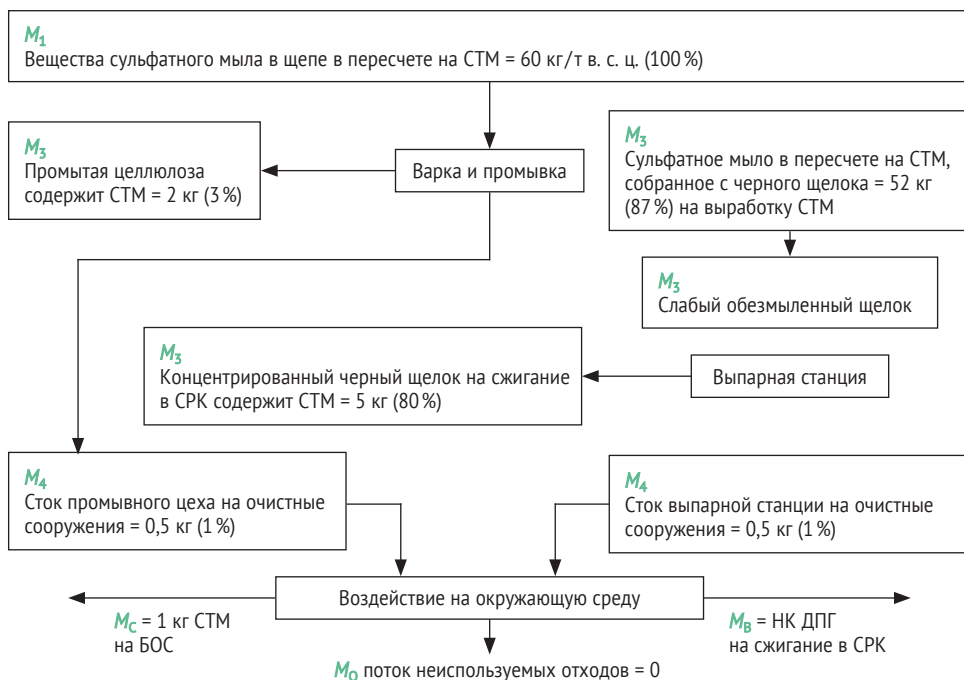 M₁
Вещества сульфатного мыла в щепе в пересчете на СТМ = 60 кг/т в. с. ц. (100 %)
M₃
Промытая целлюлоза
содержит СТМ = 2 кг (3 %)
Варка и промывка
M₃
Сульфатное мыло в пересчете на СТМ,
собранное с черного щелока = 52 кг
(87 %) на выработку СТМ
M₃
Слабый обезмыленный щелок
M₃
Концентрированный черный щелок на сжигание
в СРК содержит СТМ = 5 кг (80 %)
Выпарная станция
M₄
Сток промывного цеха на очистные
сооружения = 0,5 кг (1 %)
M₄
Сток выпарной станции на очистные
сооружения = 0,5 кг (1 %)
Воздействие на окружающую среду
M_C = 1 кг СТМ
на БОС
M_B = НК ДПГ
на сжигание в СРК
M_O поток неиспользуемых отходов = 0